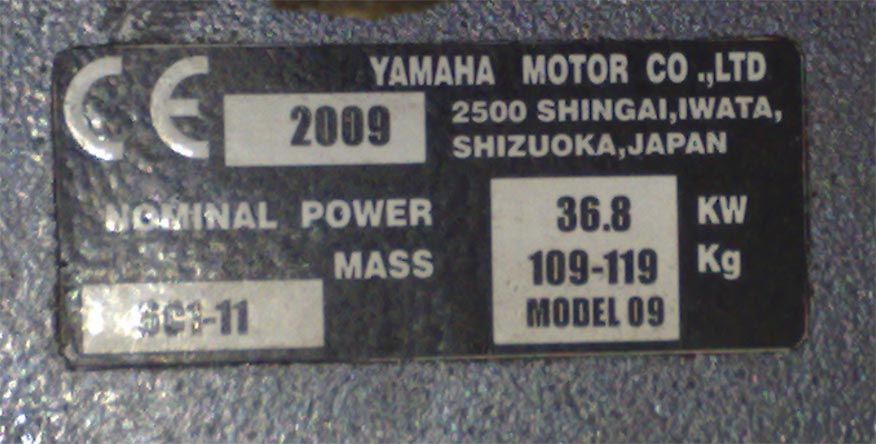 CE
YAMAHA MOTOR CO.,LTD
2009
2500 SHINGAI,IWATA,
SHIZUOKA,JAPAN
NOMINAL POWER 36.8 KW
MASS 109-119 Kg
MODEL 09